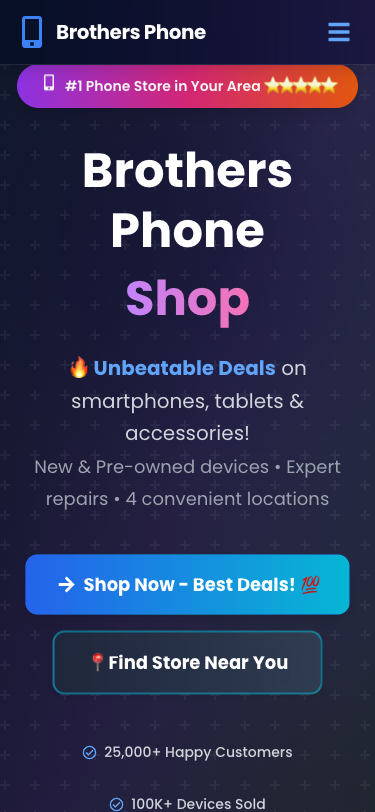 Brothers Phone
#1 Phone Store in Your Area ⭐⭐⭐⭐⭐
Brothers
Phone
Shop
🔥 Unbeatable Deals on
smartphones, tablets &
accessories!
New & Pre-owned devices • Expert
repairs • 4 convenient locations
→ Shop Now - Best Deals! 💯
📍Find Store Near You
25,000+ Happy Customers
100K+ Devices Sold